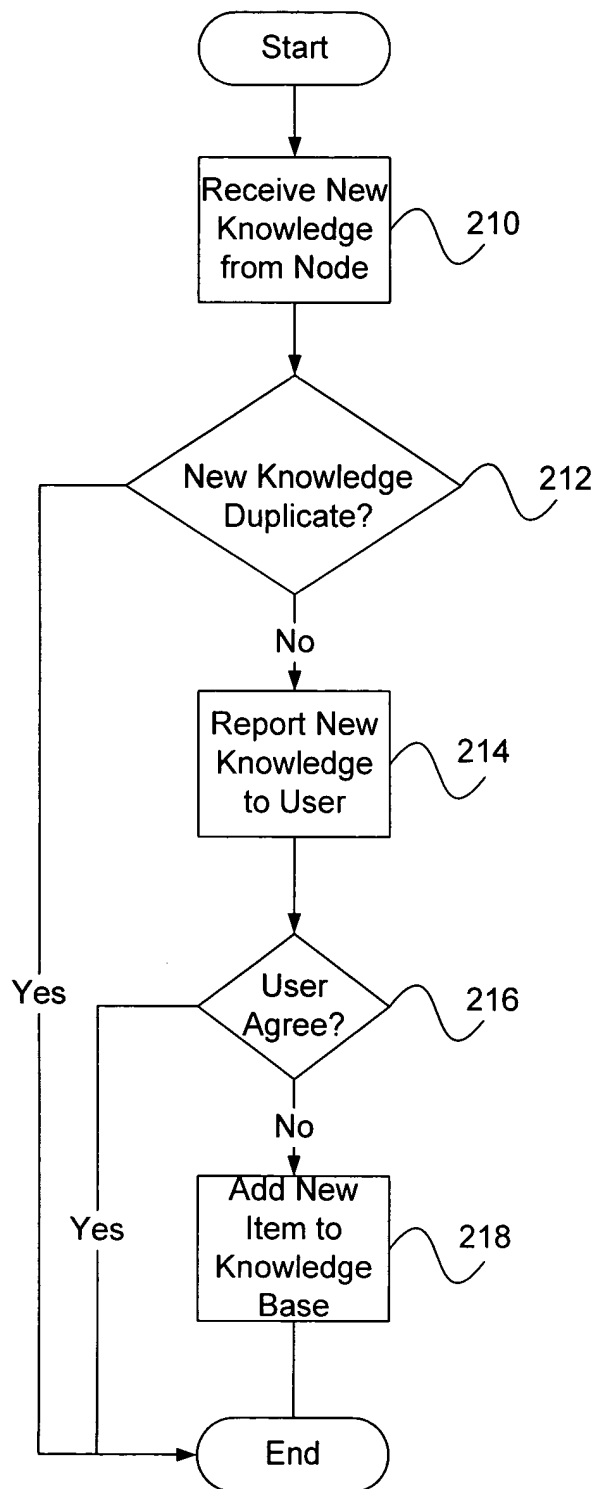 Start
Receive New
Knowledge
from Node
210
New Knowledge
Duplicate?
212
No
Report New
Knowledge
to User
214
Yes
User
Agree?
216
No
Yes
Add New
Item to
Knowledge
Base
218
End